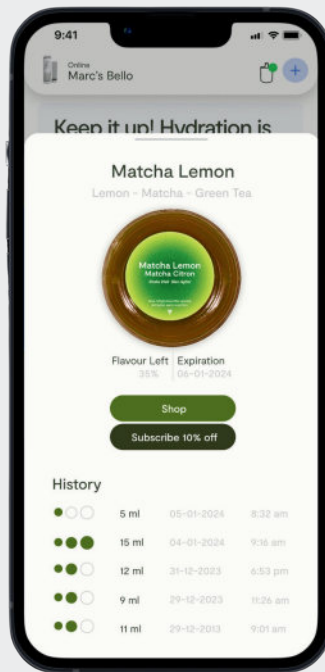 9:41
Online
Marc's Bello
Keep it up! Hydration is
Matcha Lemon
Lemon - Matcha - Green Tea
Matcha Lemon
Matcha Citron
Flavour Left | Expiration
35% 06-01-2024
Shop
Subscribe 10% off
History
5 ml 05-01-2024 8:32 am
15 ml 04-01-2024 9:16 am
12 ml 31-12-2023 6:53 pm
9 ml 29-12-2023 11:26 am
11 ml 29-12-2013 9:01 am